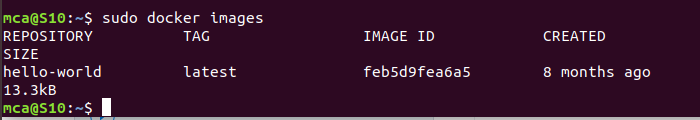 mca@S10:~$ sudo docker images
REPOSITORY TAG IMAGE ID CREATED
SIZE
hello-world latest feb5d9fea6a5 8 months ago
13.3kB
mca@S10:~$